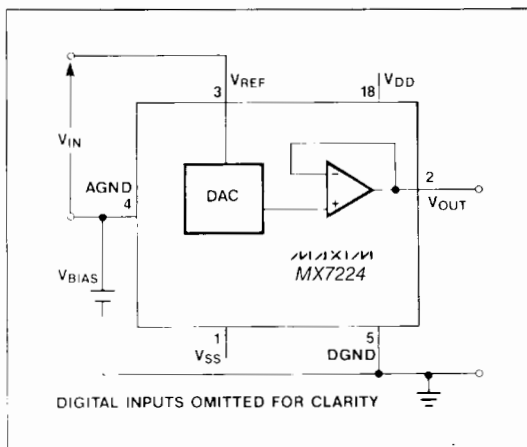 VREF
3
18
VDD
VIN
AGND
4
DAC
−
+
2
VOUT
VBIAS
MAXIM
MX7224
1
VSS
5
DGND
DIGITAL INPUTS OMITTED FOR CLARITY